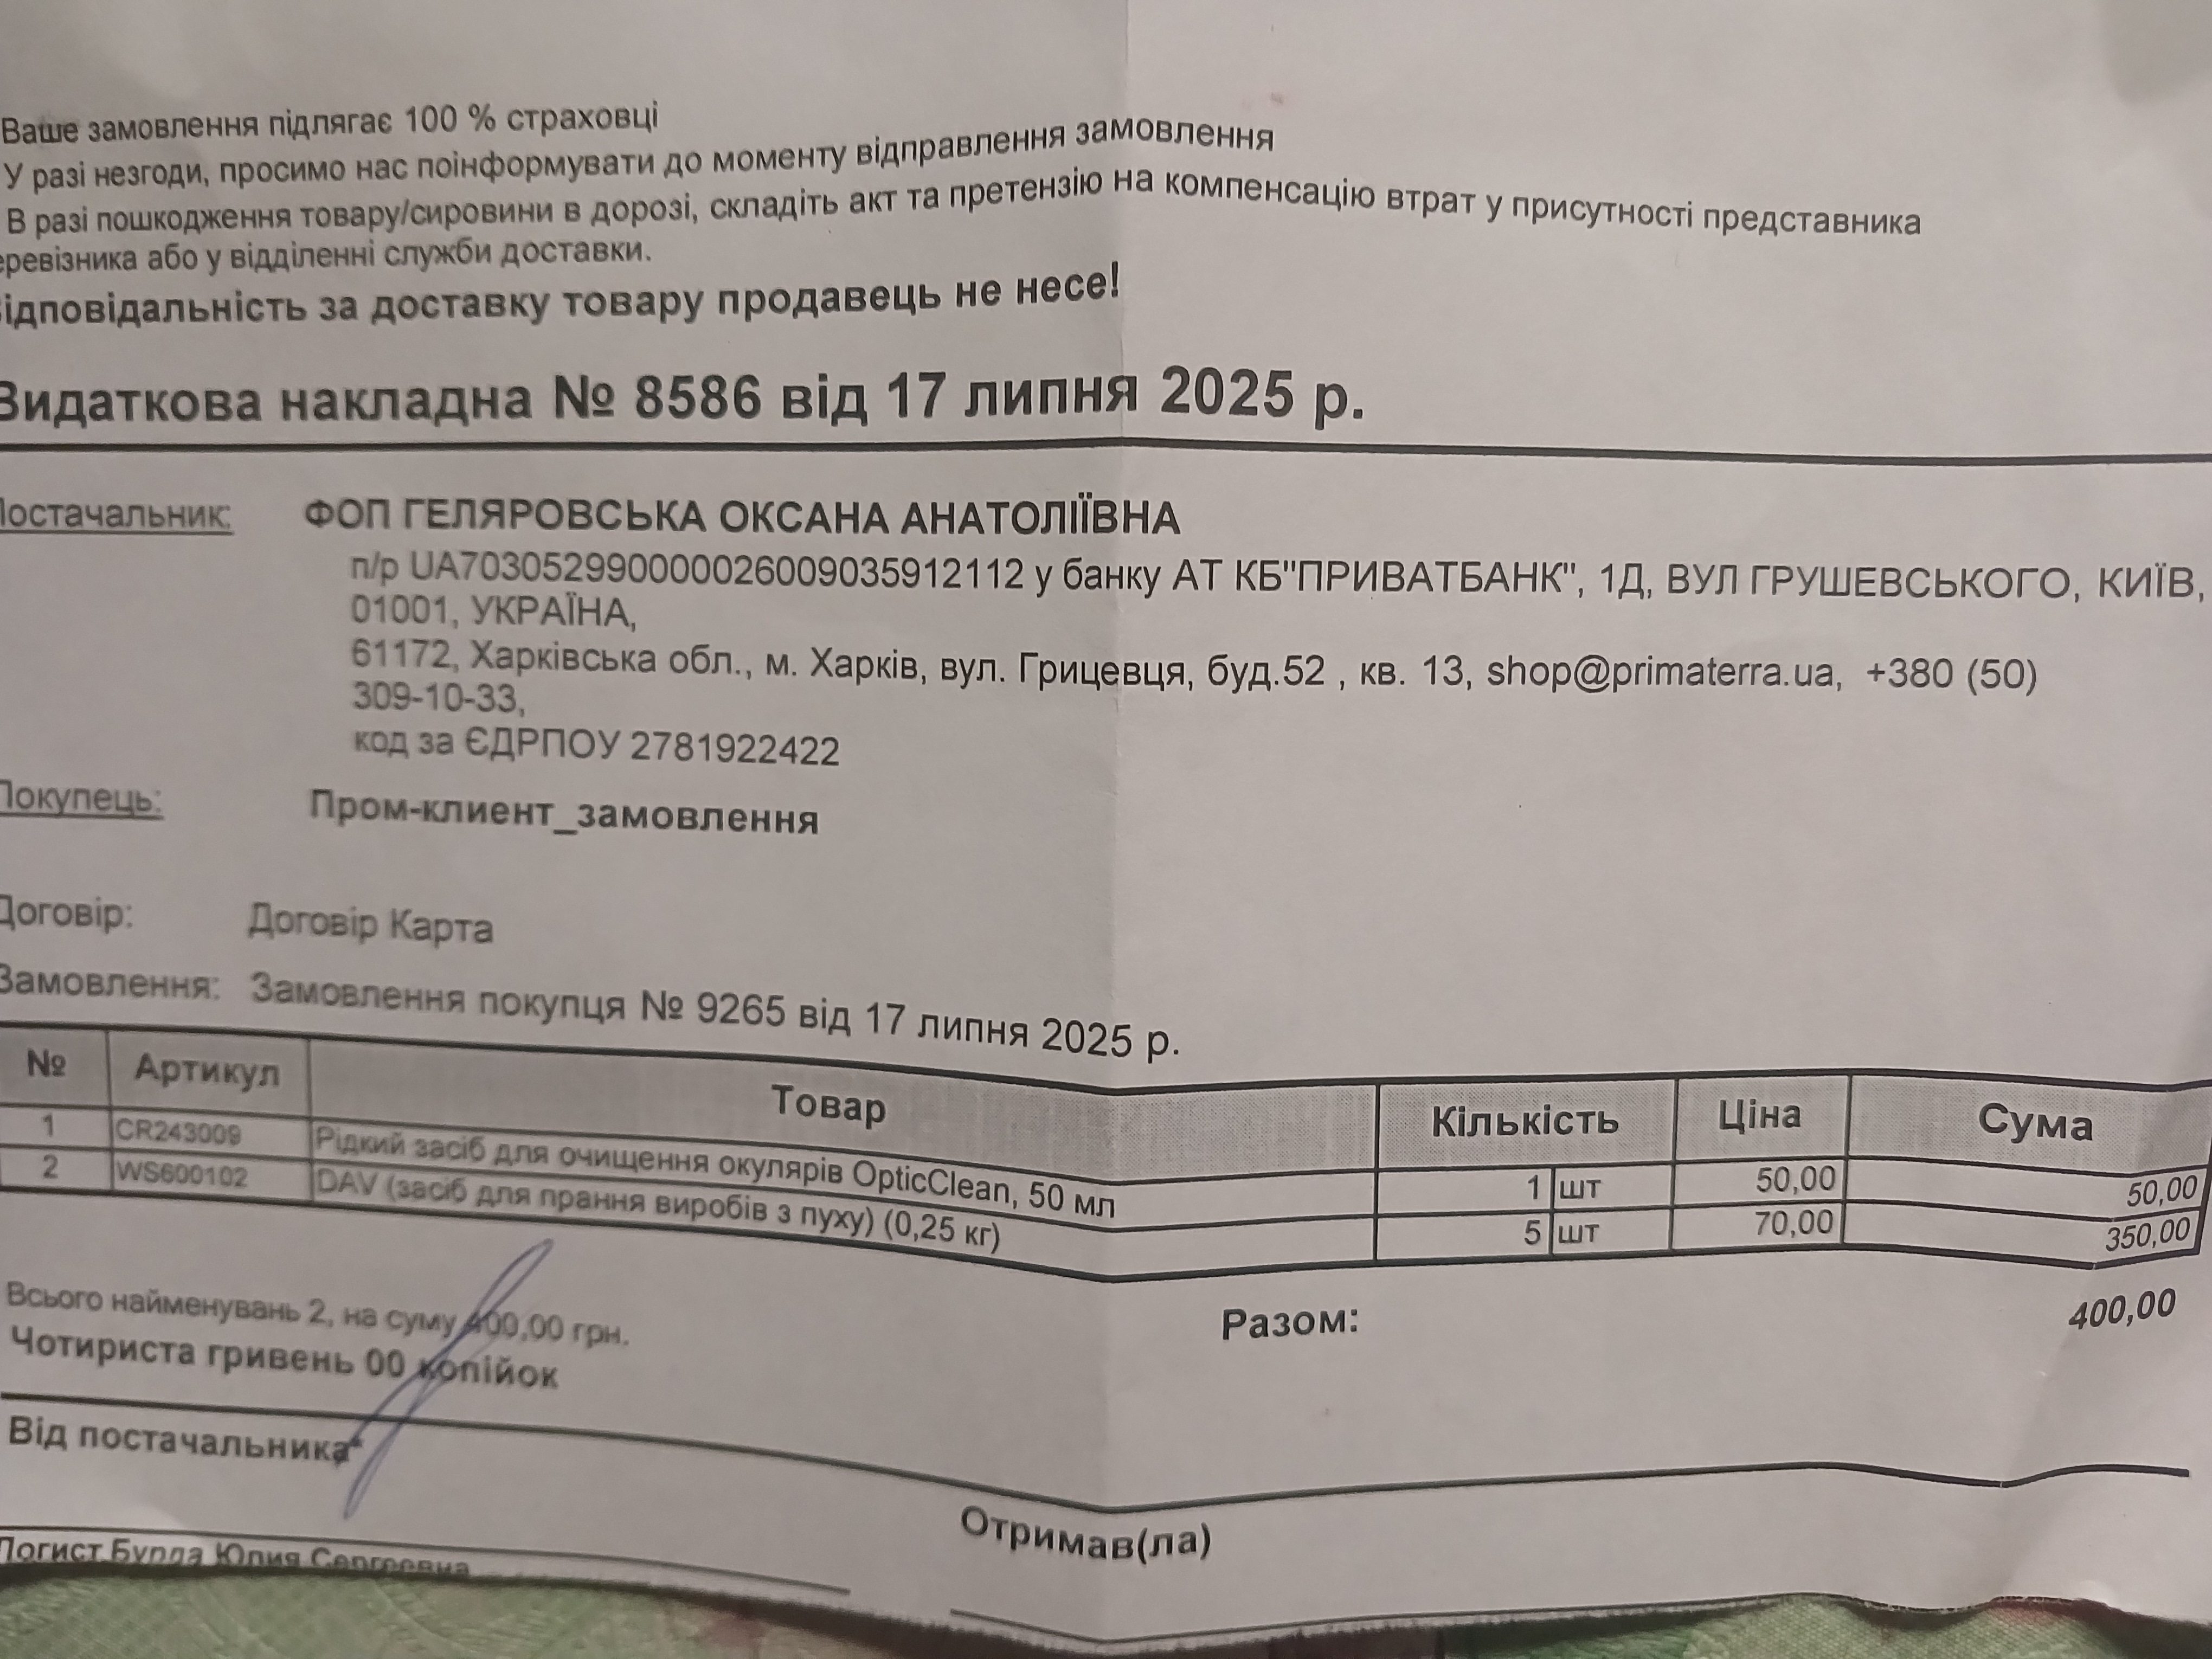 Ваше замовлення підлягає 100 % страховці
У разі незгоди, просимо нас поінформувати до моменту відправлення замовлення
В разі пошкодження товару/сировини в дорозі, складіть акт та претензію на компенсацію втрат у присутності представника
еревізника або у відділенні служби доставки.
ідповідальність за доставку товару продавець не несе!
Видаткова накладна № 8586 від 17 липня 2025 р.
Постачальник: ФОП ГЕЛЯРОВСЬКА ОКСАНА АНАТОЛІЇВНА
п/р UA703052990000026009035912112 у банку АТ КБ"ПРИВАТБАНК", 1Д, ВУЛ ГРУШЕВСЬКОГО, КИЇВ,
01001, УКРАЇНА,
61172, Харківська обл., м. Харків, вул. Грицевця, буд.52 , кв. 13, shop@primaterra.ua, +380 (50)
309-10-33,
код за ЄДРПОУ 2781922422
Покупець: Пром-клиент_замовлення
Договір: Договір Карта
Замовлення: Замовлення покупця № 9265 від 17 липня 2025 р.
№ Артикул Товар Кількість Ціна Сума
1 CR243009 Рідкий засіб для очищення окулярів OpticClean, 50 мл 1 шт 50,00 50,00
2 WS600102 DAV (засіб для прання виробів з пуху) (0,25 кг) 5 шт 70,00 350,00
Разом: 400,00
Всього найменувань 2, на суму 400,00 грн.
Чотириста гривень 00 копійок
Від постачальника* Отримав(ла)
Логист Бурда Юлия Сергеевна